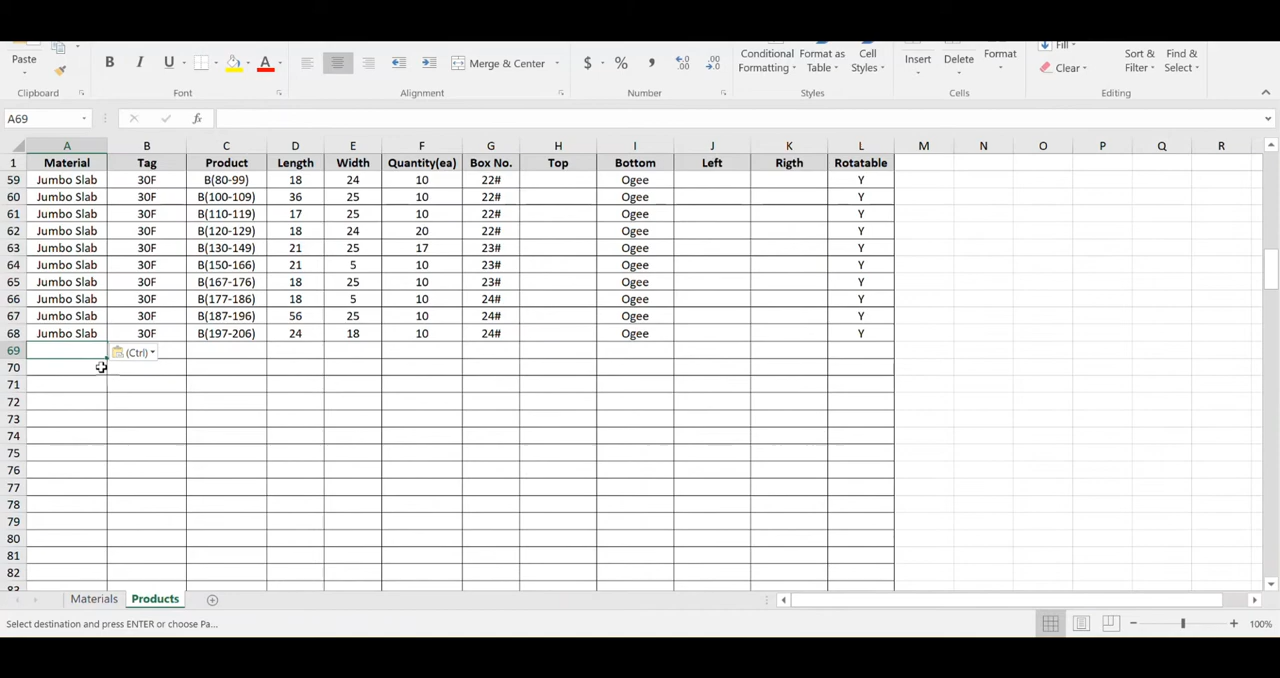 Paste
B I U A
Merge & Center
$ % , .00
Conditional Formatting
Format as Table
Cell Styles
Insert
Delete
Format
Fill
Clear
Sort & Filter
Find & Select
Clipboard Font Alignment Number Styles Cells Editing
A69 fx
A B C D E F G H I J K L M N O P Q R
1 Material Tag Product Length Width Quantity(ea) Box No. Top Bottom Left Rigth Rotatable
59 Jumbo Slab 30F B(80-99) 18 24 10 22# Ogee Y
60 Jumbo Slab 30F B(100-109) 36 25 10 22# Ogee Y
61 Jumbo Slab 30F B(110-119) 17 25 10 22# Ogee Y
62 Jumbo Slab 30F B(120-129) 18 24 20 22# Ogee Y
63 Jumbo Slab 30F B(130-149) 21 25 17 23# Ogee Y
64 Jumbo Slab 30F B(150-166) 21 5 10 23# Ogee Y
65 Jumbo Slab 30F B(167-176) 18 25 10 23# Ogee Y
66 Jumbo Slab 30F B(177-186) 18 5 10 24# Ogee Y
67 Jumbo Slab 30F B(187-196) 56 25 10 24# Ogee Y
68 Jumbo Slab 30F B(197-206) 24 18 10 24# Ogee Y
69 (Ctrl)
70
71
72
73
74
75
76
77
78
79
80
81
82
83
Materials Products
Select destination and press ENTER or choose Pa... 100%